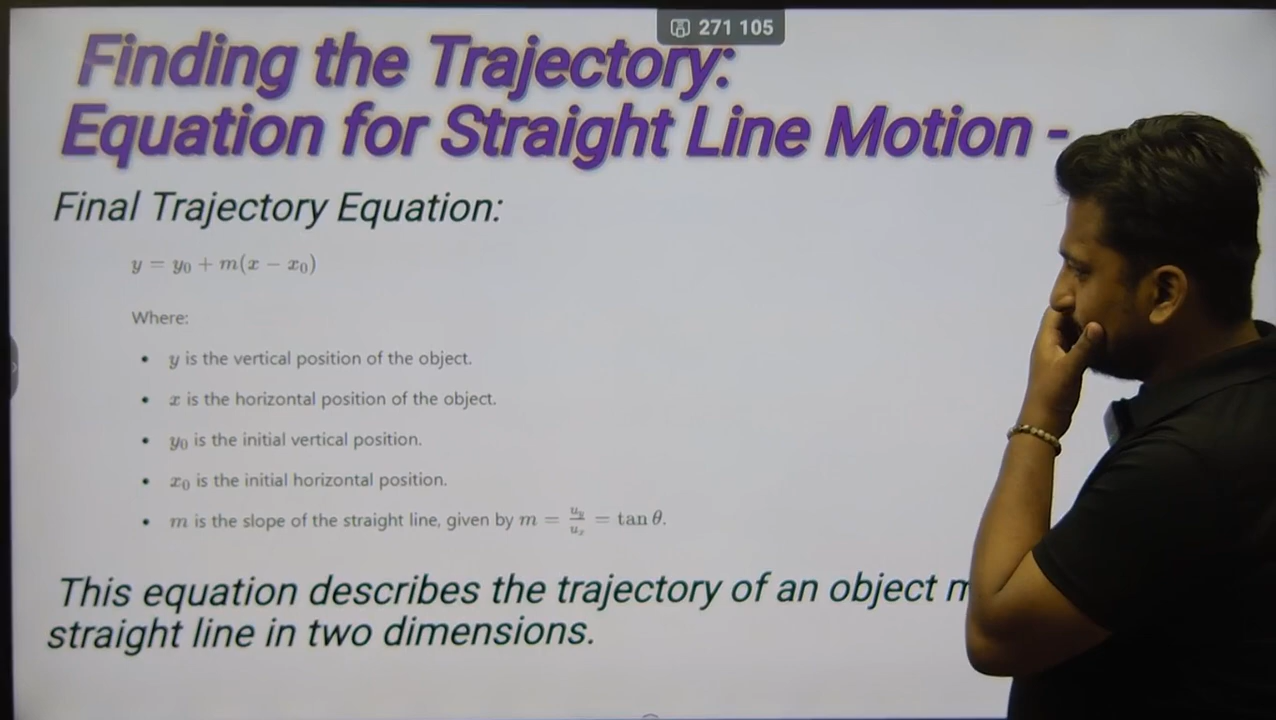 271 105
Finding the Trajectory:
Equation for Straight Line Motion -
Final Trajectory Equation:
y = y₀ + m(x − x₀)
Where:
• y is the vertical position of the object.
• x is the horizontal position of the object.
• y₀ is the initial vertical position.
• x₀ is the initial horizontal position.
• m is the slope of the straight line, given by m = u_y/u_x = tan θ.
This equation describes the trajectory of an object
straight line in two dimensions.